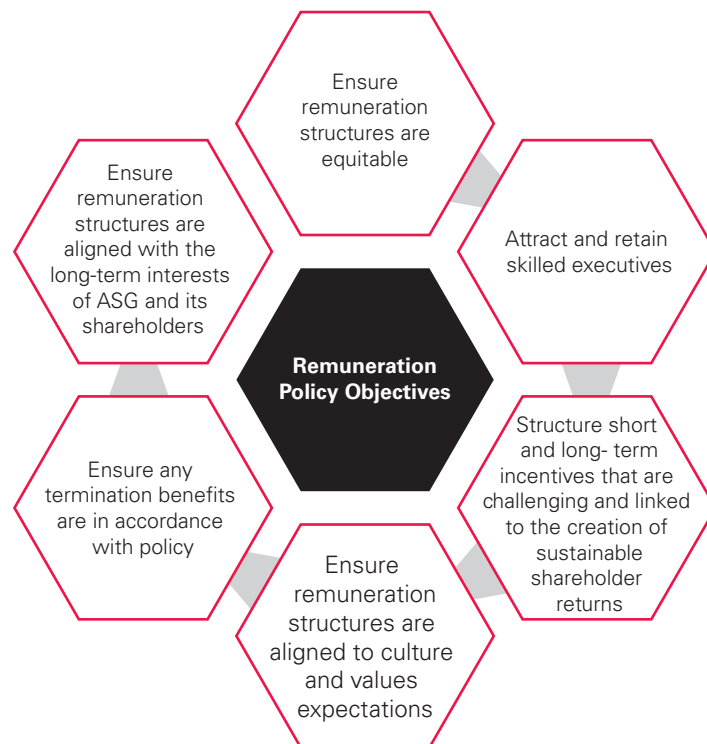 Ensure
remuneration
structures are
equitable
Attract and retain
skilled executives
Structure short
and long- term
incentives that are
challenging and linked
to the creation of
sustainable
shareholder
returns
Ensure
remuneration
structures are
aligned to culture
and values
expectations
Ensure any
termination benefits
are in accordance
with policy
Ensure
remuneration
structures are
aligned with the
long-term interests
of ASG and its
shareholders
Remuneration
Policy Objectives